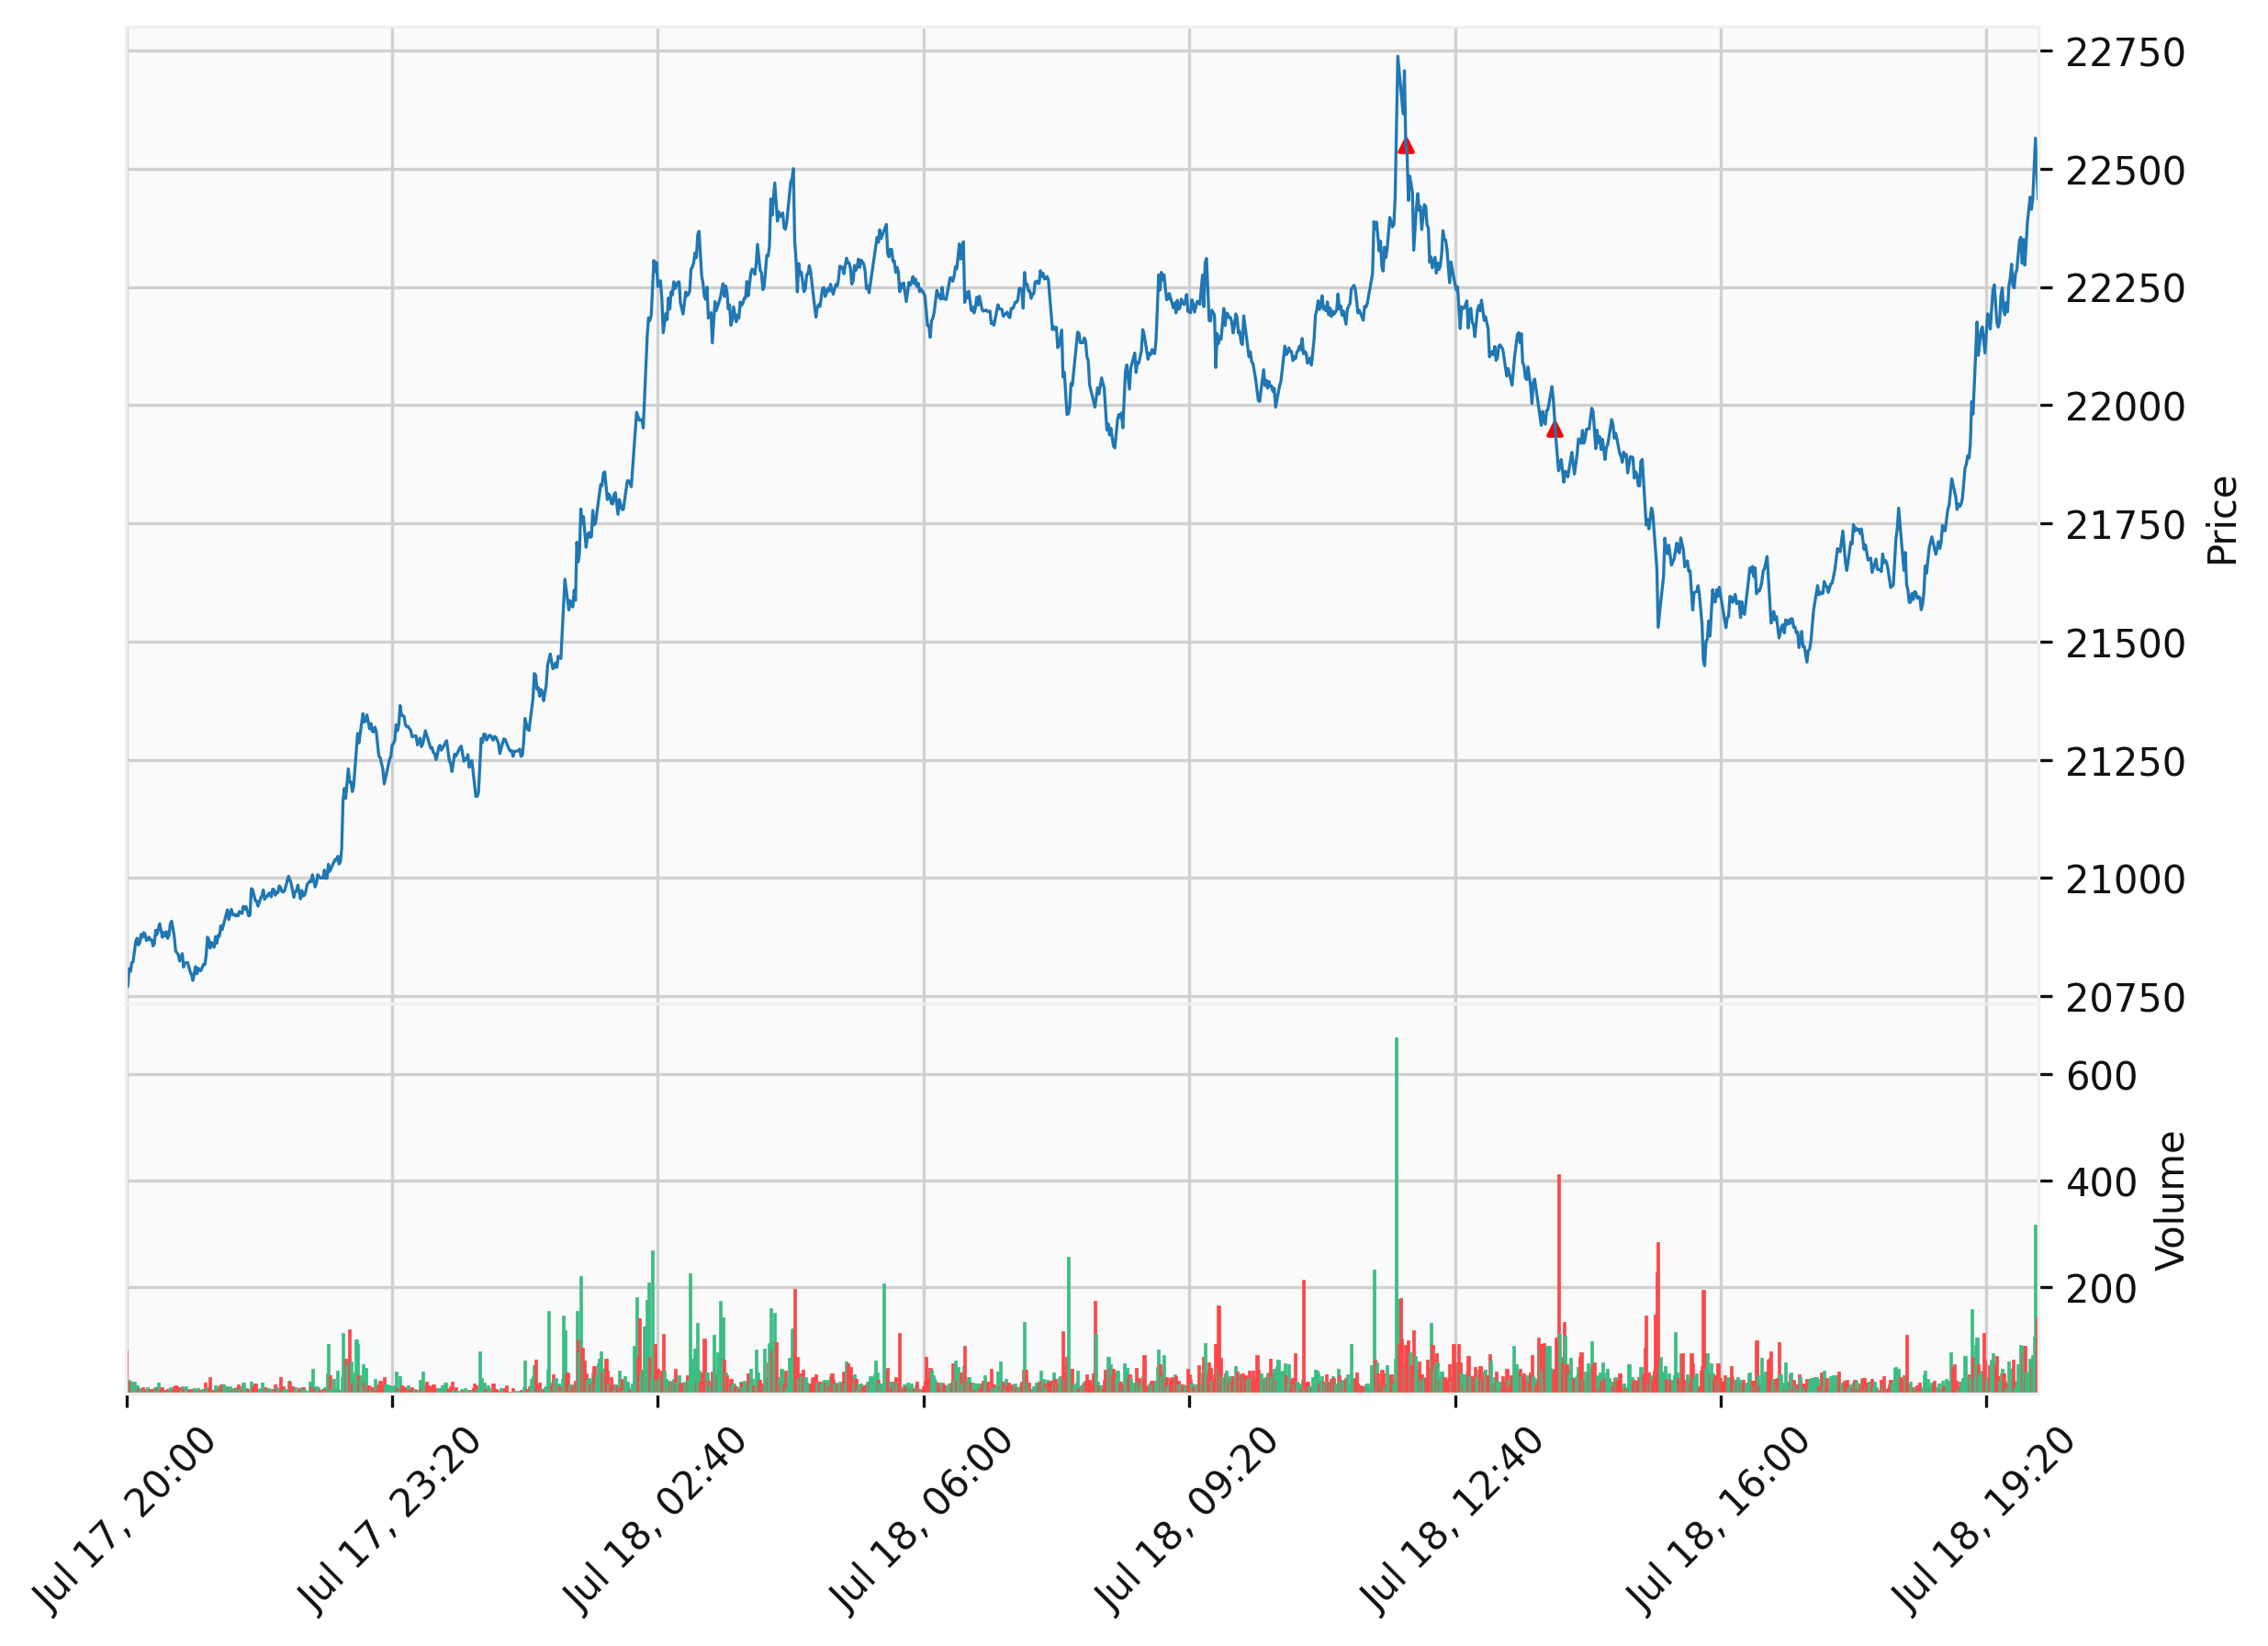 22750
22500
22250
22000
21750
21500
21250
21000
20750
Price
600
400
200
Volume
Jul 17, 20:00
Jul 17, 23:20
Jul 18, 02:40
Jul 18, 06:00
Jul 18, 09:20
Jul 18, 12:40
Jul 18, 16:00
Jul 18, 19:20